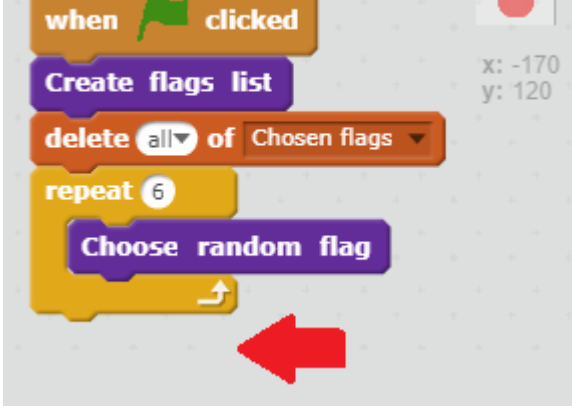 when clicked
Create flags list
delete all of Chosen flags
repeat 6
Choose random flag
x: -170
y: 120